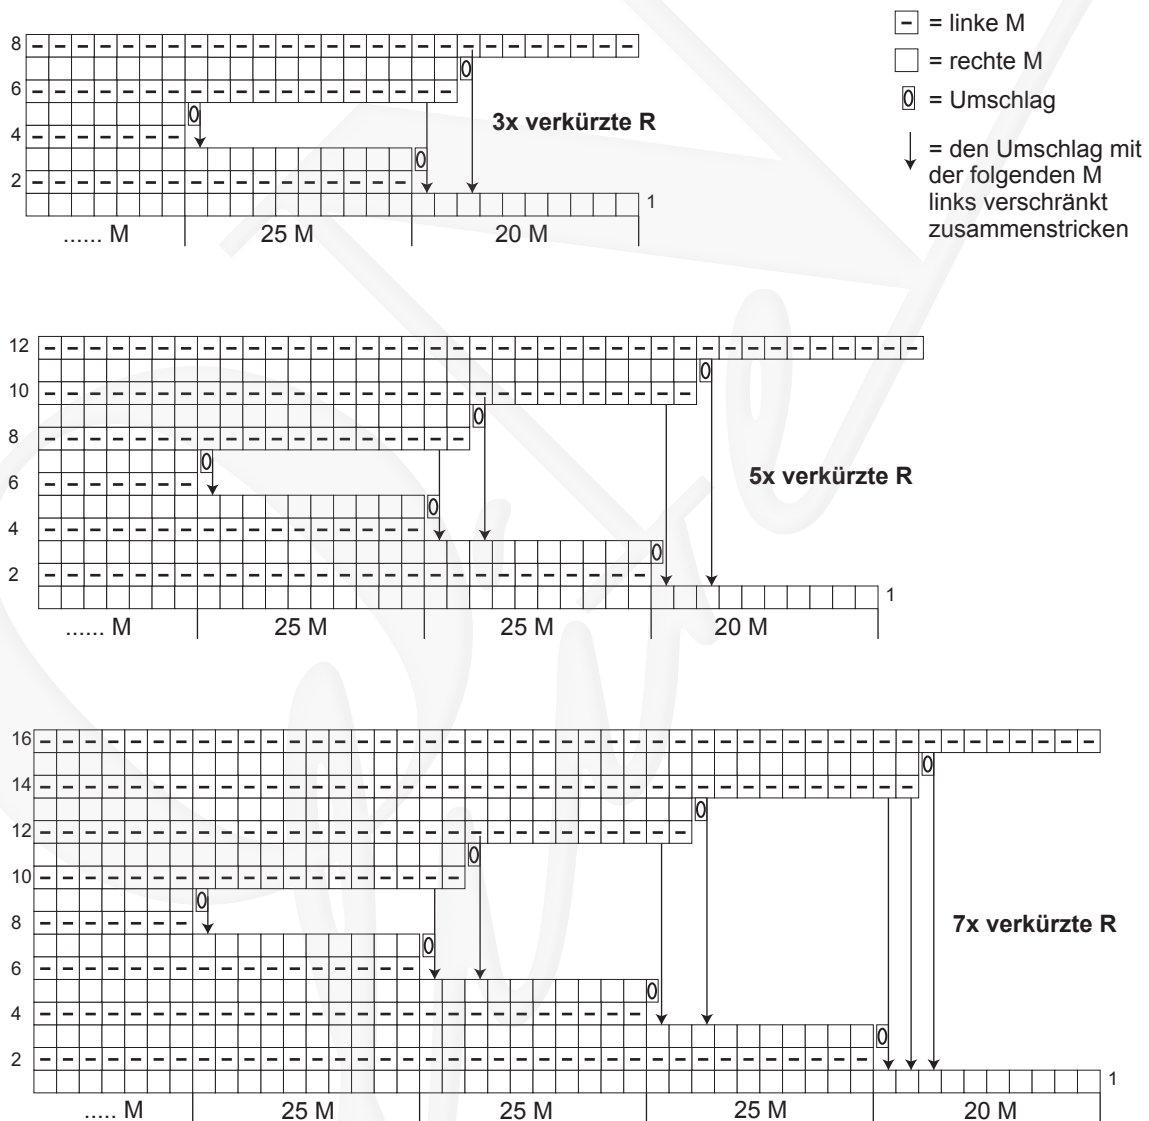 - = linke M
= rechte M
0 = Umschlag
= den Umschlag mit
der folgenden M
links verschränkt
zusammenstricken
8
6
4
2
1
3x verkürzte R
...... M 25 M 20 M
12
10
8
6
4
2
1
5x verkürzte R
...... M 25 M 25 M 20 M
16
14
12
10
8
6
4
2
1
7x verkürzte R
..... M 25 M 25 M 25 M 20 M